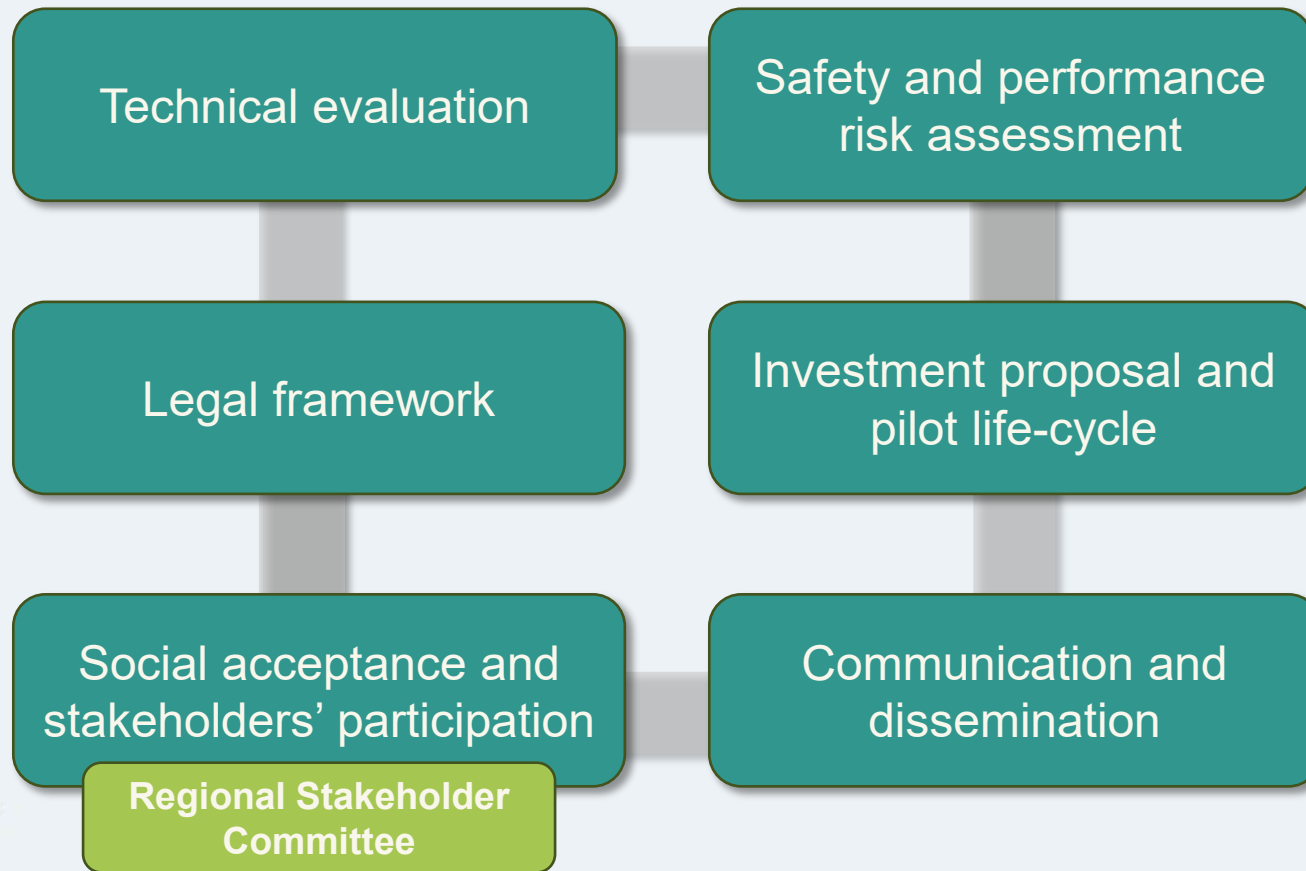 Technical evaluation
Safety and performance
risk assessment
Legal framework
Investment proposal and
pilot life-cycle
Social acceptance and
stakeholders’ participation
Regional Stakeholder
Committee
Communication and
dissemination